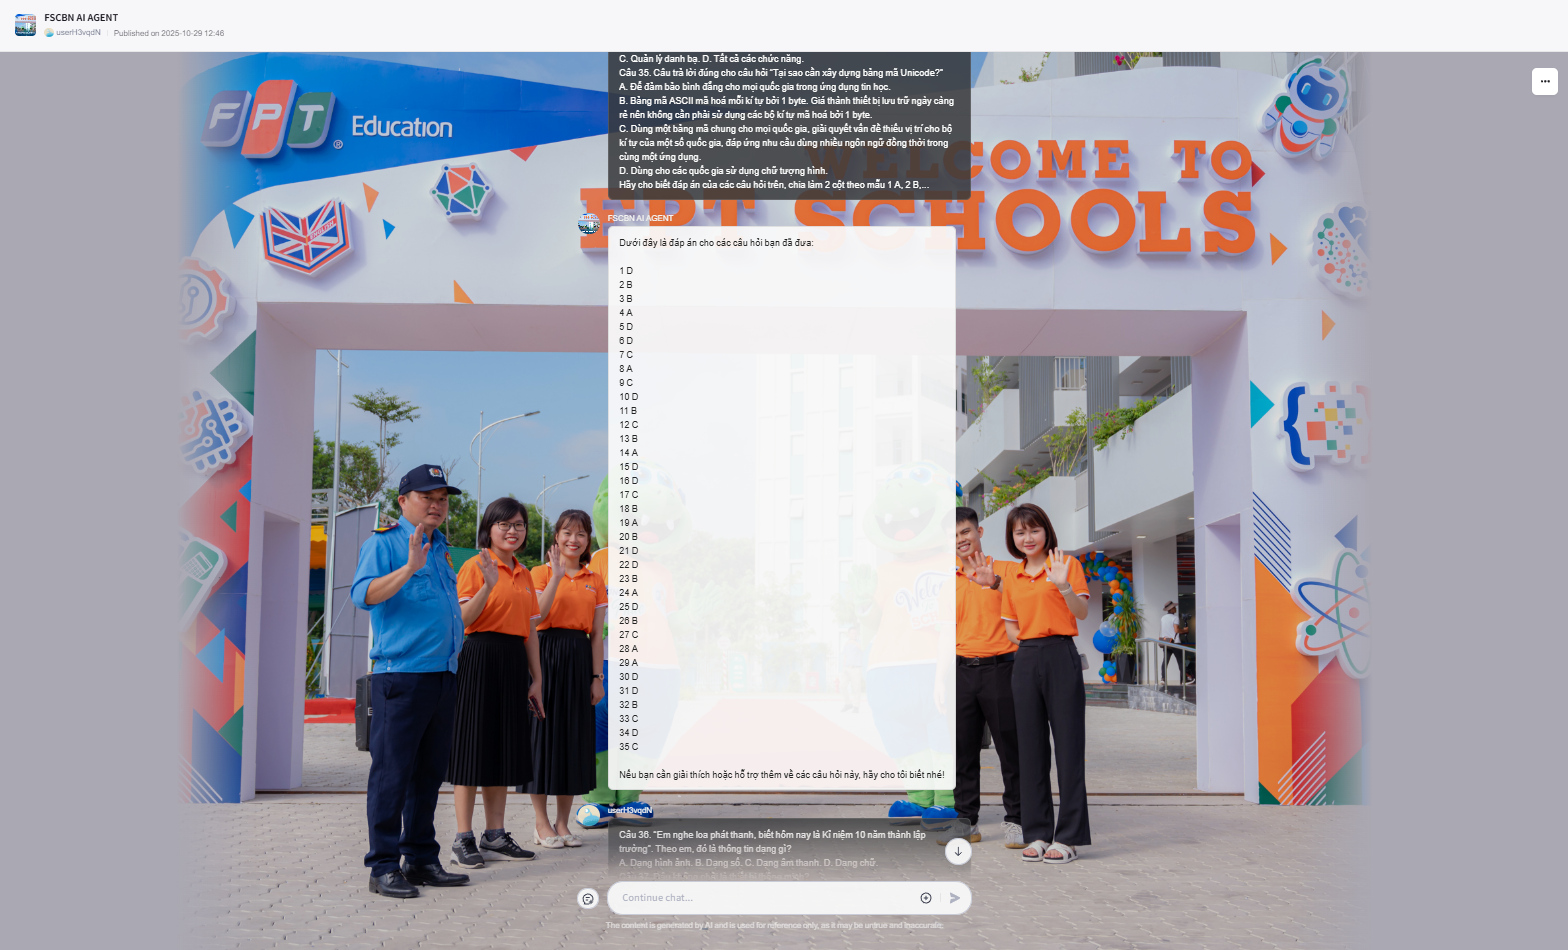 FSCBN AI AGENT
userH3vqdN
Published on 2025-10-29 12:46
FPT Education
®
ENGLISH
WELCOME TO
FPT SCHOOLS
C. Quản lý danh bạ. D. Tất cả các chức năng.
Câu 35. Câu trả lời đúng cho câu hỏi "Tại sao cần xây dựng bảng mã Unicode?"
A. Để đảm bảo bình đẳng cho mọi quốc gia trong ứng dụng tin học.
B. Bảng mã ASCII mã hoá mỗi kí tự bởi 1 byte. Giá thành thiết bị lưu trữ ngày càng
rẻ nên không cần phải sử dụng các bộ kí tự mã hoá bởi 1 byte.
C. Dùng một bảng mã chung cho mọi quốc gia, giải quyết vấn đề thiếu vị trí cho bộ
kí tự của một số quốc gia, đáp ứng nhu cầu dùng nhiều ngôn ngữ đồng thời trong
cùng một ứng dụng.
D. Dùng cho các quốc gia sử dụng chữ tượng hình.
Hãy cho biết đáp án của các câu hỏi trên, chia làm 2 cột theo mẫu 1 A, 2 B,...
FSCBN AI AGENT
Dưới đây là đáp án cho các câu hỏi bạn đã đưa:
1 D
2 B
3 B
4 A
5 D
6 D
7 C
8 A
9 C
10 D
11 B
12 C
13 B
14 A
15 D
16 D
17 C
18 B
19 A
20 B
21 D
22 D
23 B
24 A
25 D
26 B
27 C
28 A
29 A
30 D
31 D
32 B
33 C
34 D
35 C
Nếu bạn cần giải thích hoặc hỗ trợ thêm về các câu hỏi này, hãy cho tôi biết nhé!
userH3vqdN
Câu 36. "Em nghe loa phát thanh, biết hôm nay là Kỉ niệm 10 năm thành lập
trường". Theo em, đó là thông tin dạng gì?
A. Dạng hình ảnh. B. Dạng số. C. Dạng âm thanh. D. Dạng chữ.
Continue chat...
The content is generated by AI and is used for reference only, as it may be untrue and inaccurate.